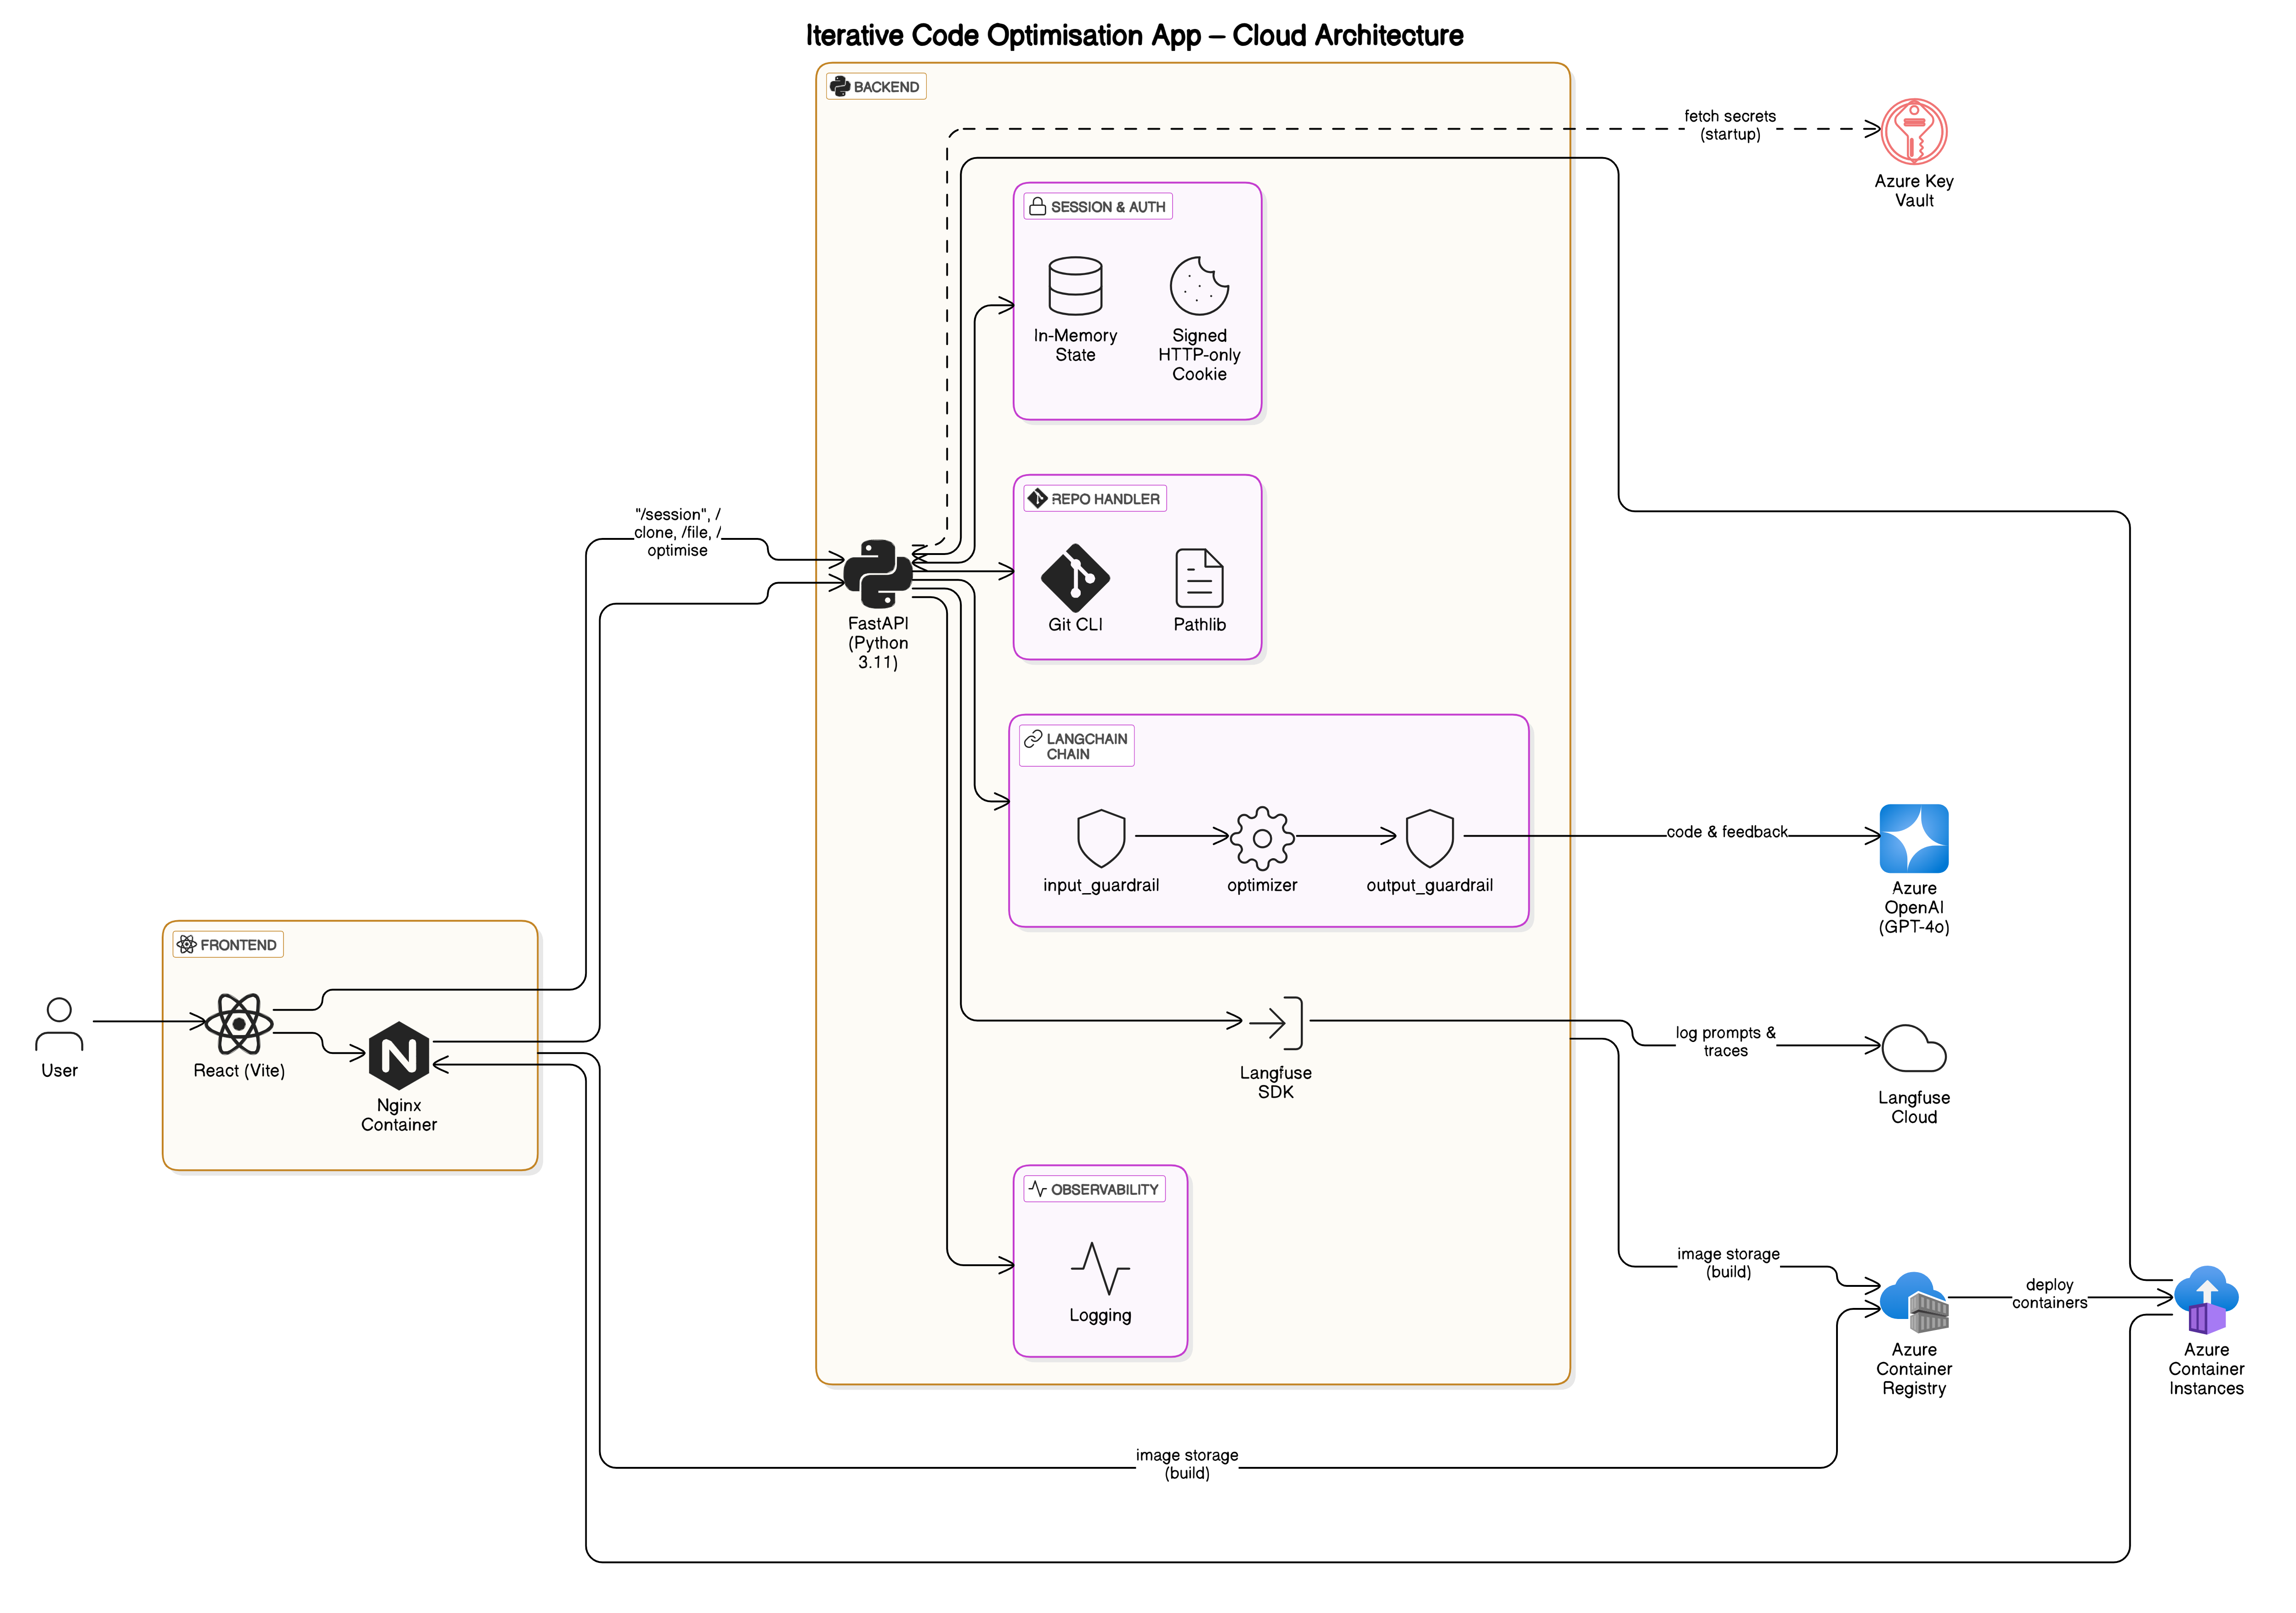 Iterative Code Optimisation App – Cloud Architecture
BACKEND
fetch secrets
(startup)
Azure Key
Vault
SESSION & AUTH
In-Memory
State
Signed
HTTP-only
Cookie
REPO HANDLER
Git CLI
Pathlib
"/session", /
clone, /file, /
optimise
FastAPI
(Python
3.11)
LANGCHAIN
CHAIN
input_guardrail
optimizer
output_guardrail
code & feedback
Azure
OpenAI
(GPT-4o)
FRONTEND
User
React (Vite)
N
Nginx
Container
Langfuse
SDK
log prompts &
traces
Langfuse
Cloud
OBSERVABILITY
Logging
image storage
(build)
Azure
Container
Registry
deploy
containers
Azure
Container
Instances
image storage
(build)